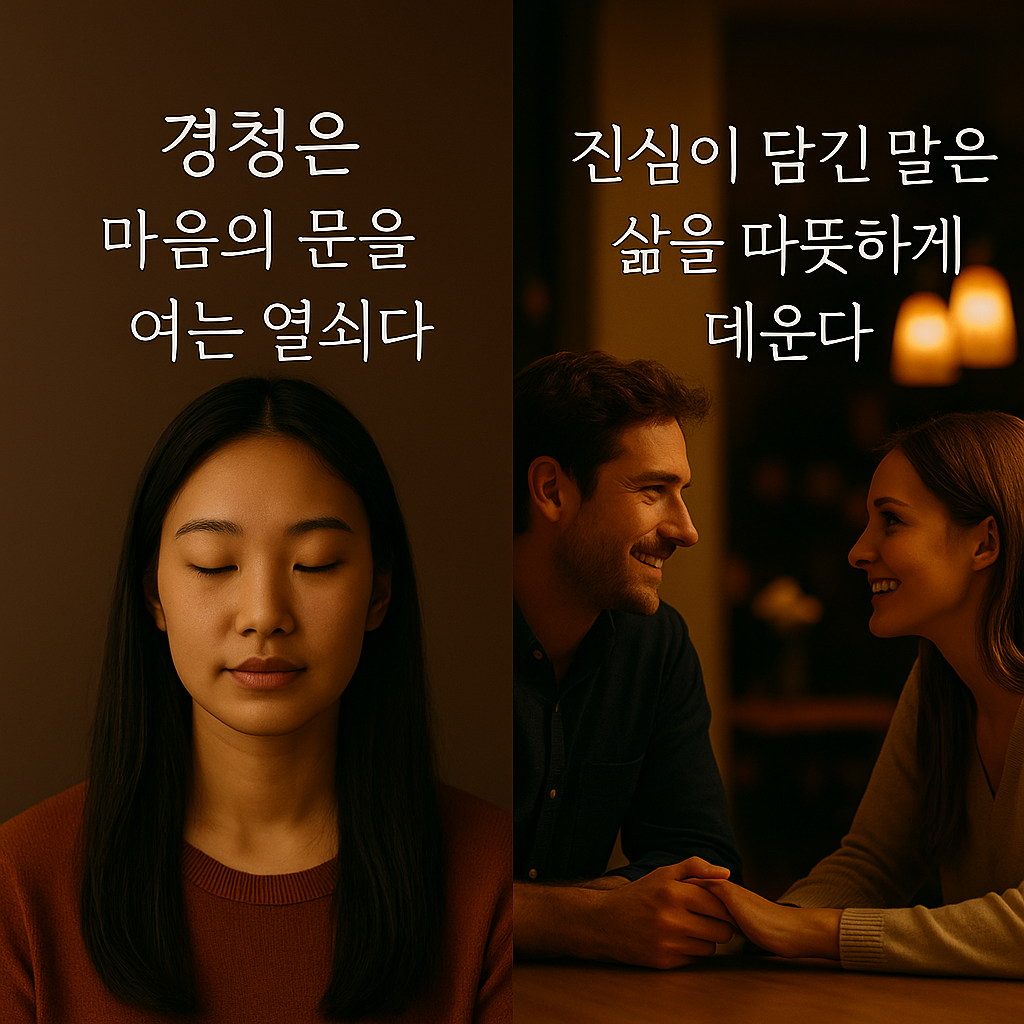 경청은
마음의 문을
여는 열쇠다
진심이 담긴 말은
삶을 따뜻하게
데운다